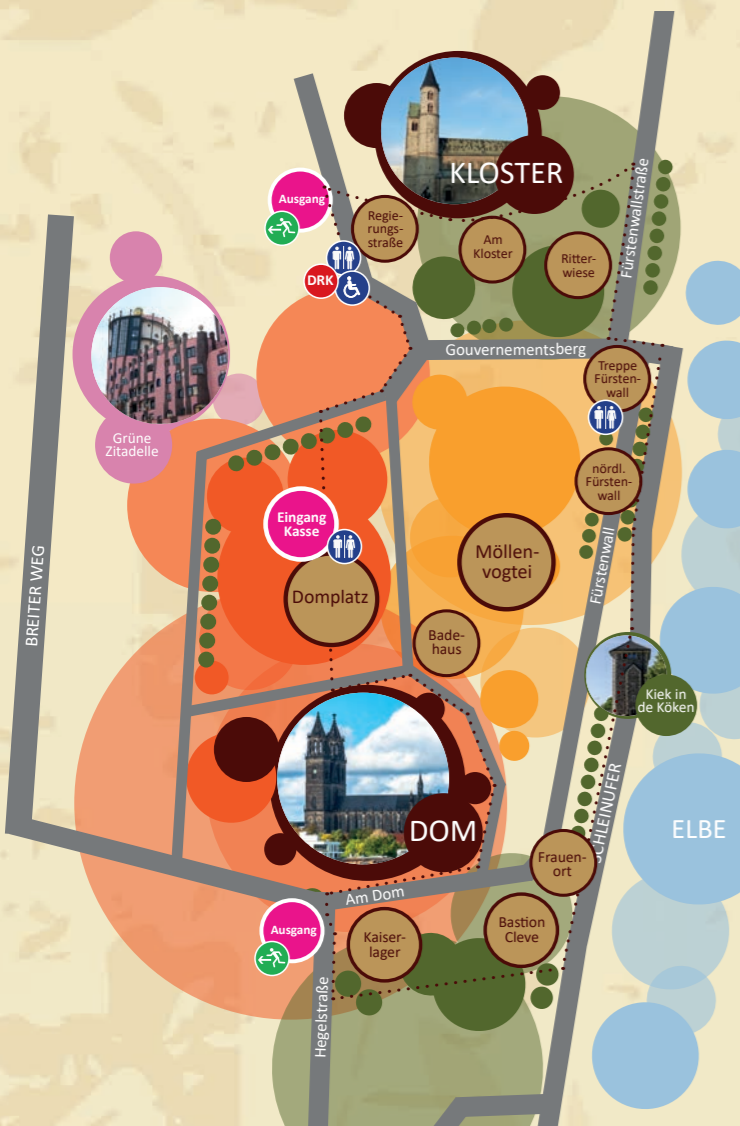 KLOSTER
Fürstenwallstraße
Ausgang
Regie-
rungs-
straße
Am
Kloster
Ritter-
wiese
DRK
Gouvernementsberg
Treppe
Fürsten-
wall
Grüne
Zitadelle
nördl.
Fürsten-
wall
Eingang
Kasse
Möllen-
vogtei
Fürstenwall
BREITER WEG
Domplatz
Bade-
haus
Kiek in
de Köken
SCHLEINUFER
ELBE
DOM
Frauen-
ort
Am Dom
Ausgang
Kaiser-
lager
Bastion
Cleve
Hegelstraße